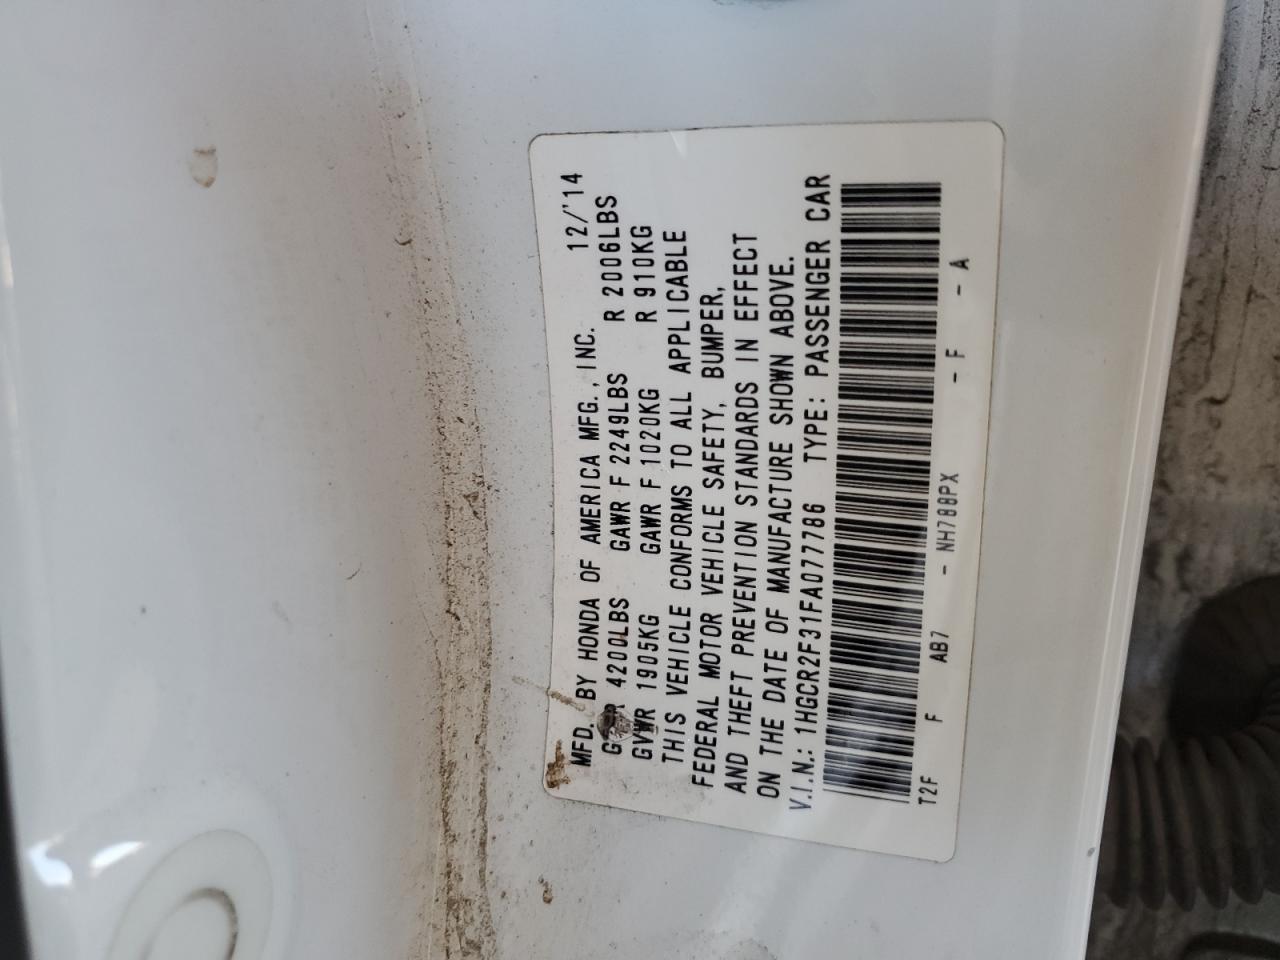 MFD. BY HONDA OF AMERICA MFG., INC. 12/'14
4200LBS GAWR F 2249LBS R 2006LBS
GVWR 1905KG GAWR F 1020KG R 910KG
THIS VEHICLE CONFORMS TO ALL APPLICABLE
FEDERAL MOTOR VEHICLE SAFETY, BUMPER,
AND THEFT PREVENTION STANDARDS IN EFFECT
ON THE DATE OF MANUFACTURE SHOWN ABOVE.
V.I.N.: 1HGCR2F31FA077786 TYPE: PASSENGER CAR
T2F F AB7 - NH788PX - F - A